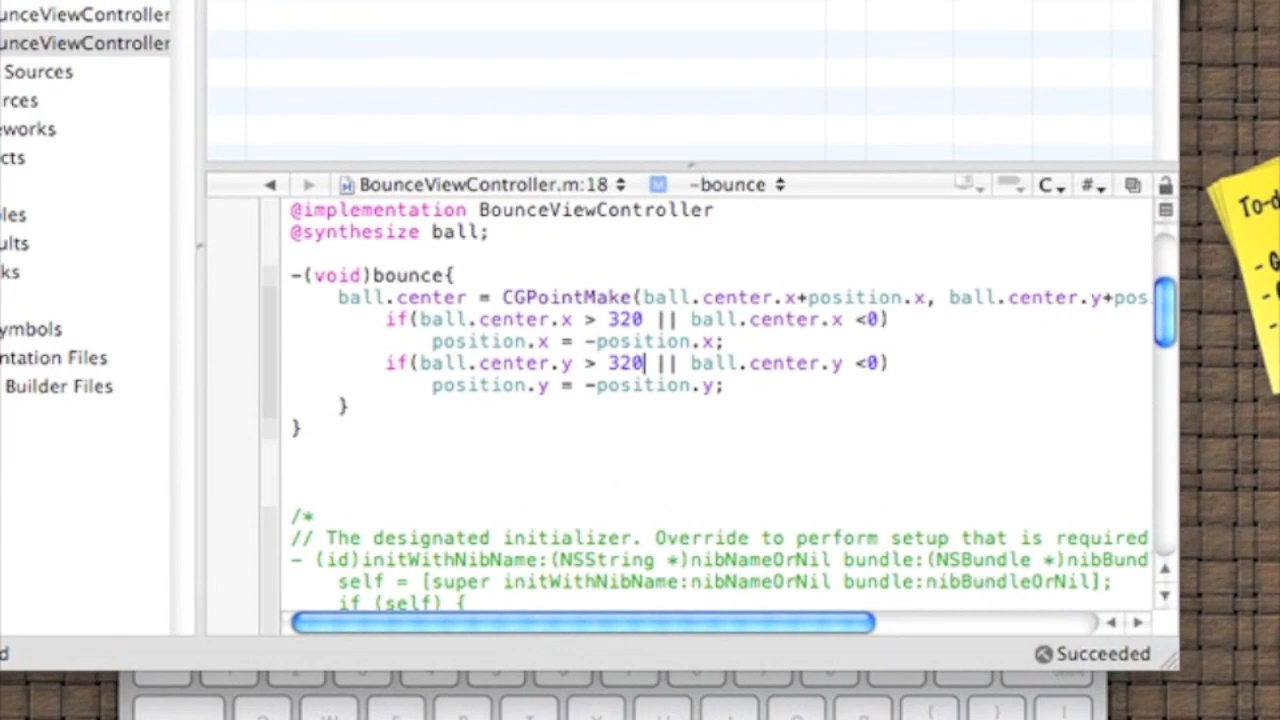 ounceViewController
ounceViewController
Sources
rces
eworks
cts
les
ults
ks
ymbols
ntation Files
Builder Files
BounceViewController.m:18 M -bounce C #
@implementation BounceViewController
@synthesize ball;
-(void)bounce{
ball.center = CGPointMake(ball.center.x+position.x, ball.center.y+pos
if(ball.center.x > 320 || ball.center.x <0)
position.x = -position.x;
if(ball.center.y > 320 || ball.center.y <0)
position.y = -position.y;
}
}
/*
// The designated initializer. Override to perform setup that is required
- (id)initWithNibName:(NSString *)nibNameOrNil bundle:(NSBundle *)nibBund
self = [super initWithNibName:nibNameOrNil bundle:nibBundleOrNil];
if (self) {
d
Succeeded
To-d
- G